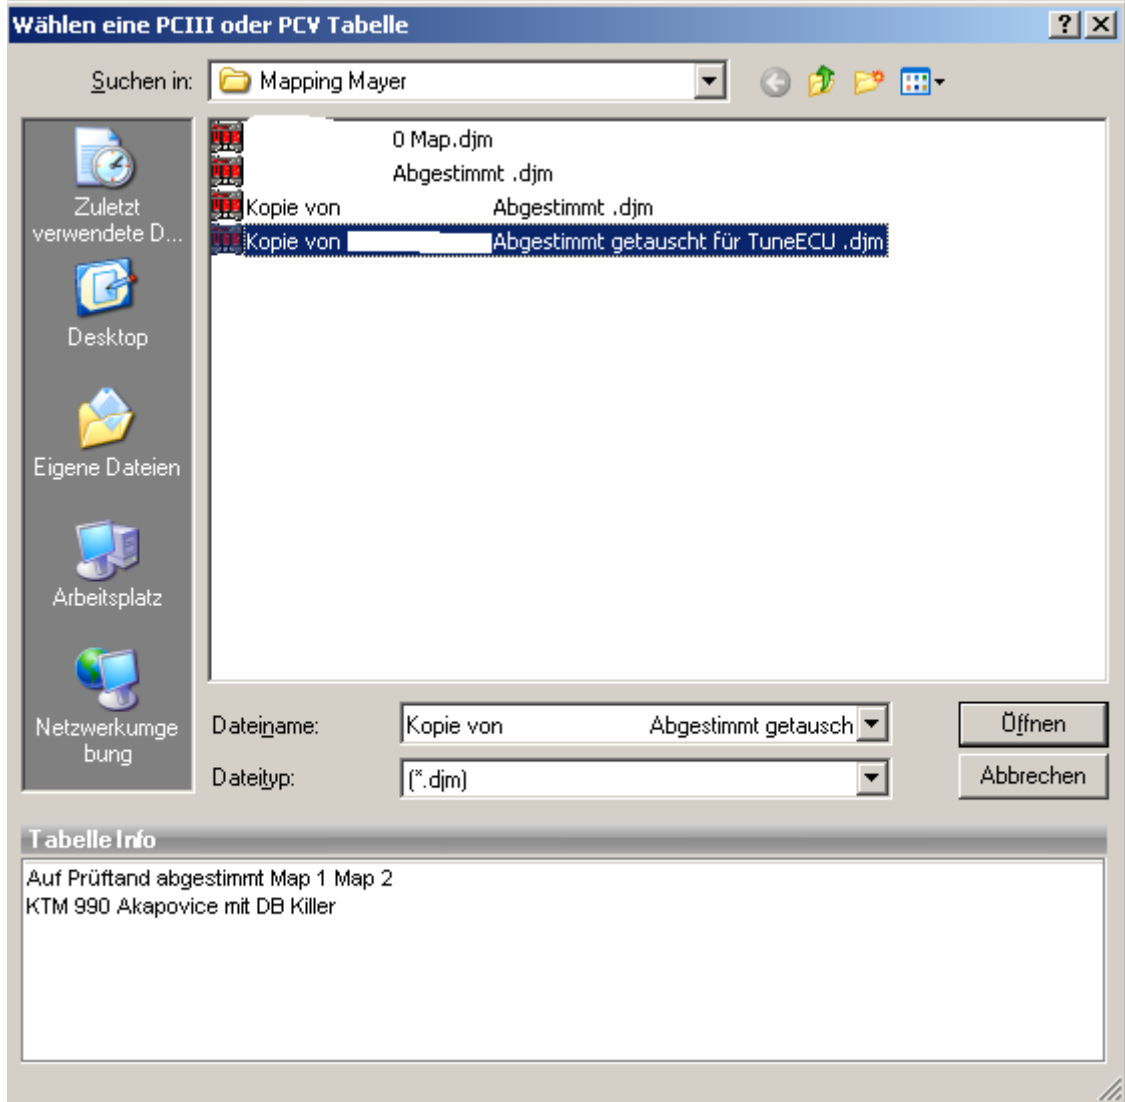 Wählen eine PCIII oder PCV Tabelle
Suchen in: Mapping Mayer
0 Map.djm
Abgestimmt .djm
Kopie von Abgestimmt .djm
Kopie von Abgestimmt getauscht für TuneECU .djm
Zuletzt
verwendete D...
Desktop
Eigene Dateien
Arbeitsplatz
Netzwerkumge
bung
Dateiname: Kopie von Abgestimmt getausch
Öffnen
Dateityp: (*.djm)
Abbrechen
Tabelle Info
Auf Prüftand abgestimmt Map 1 Map 2
KTM 990 Akapovice mit DB Killer